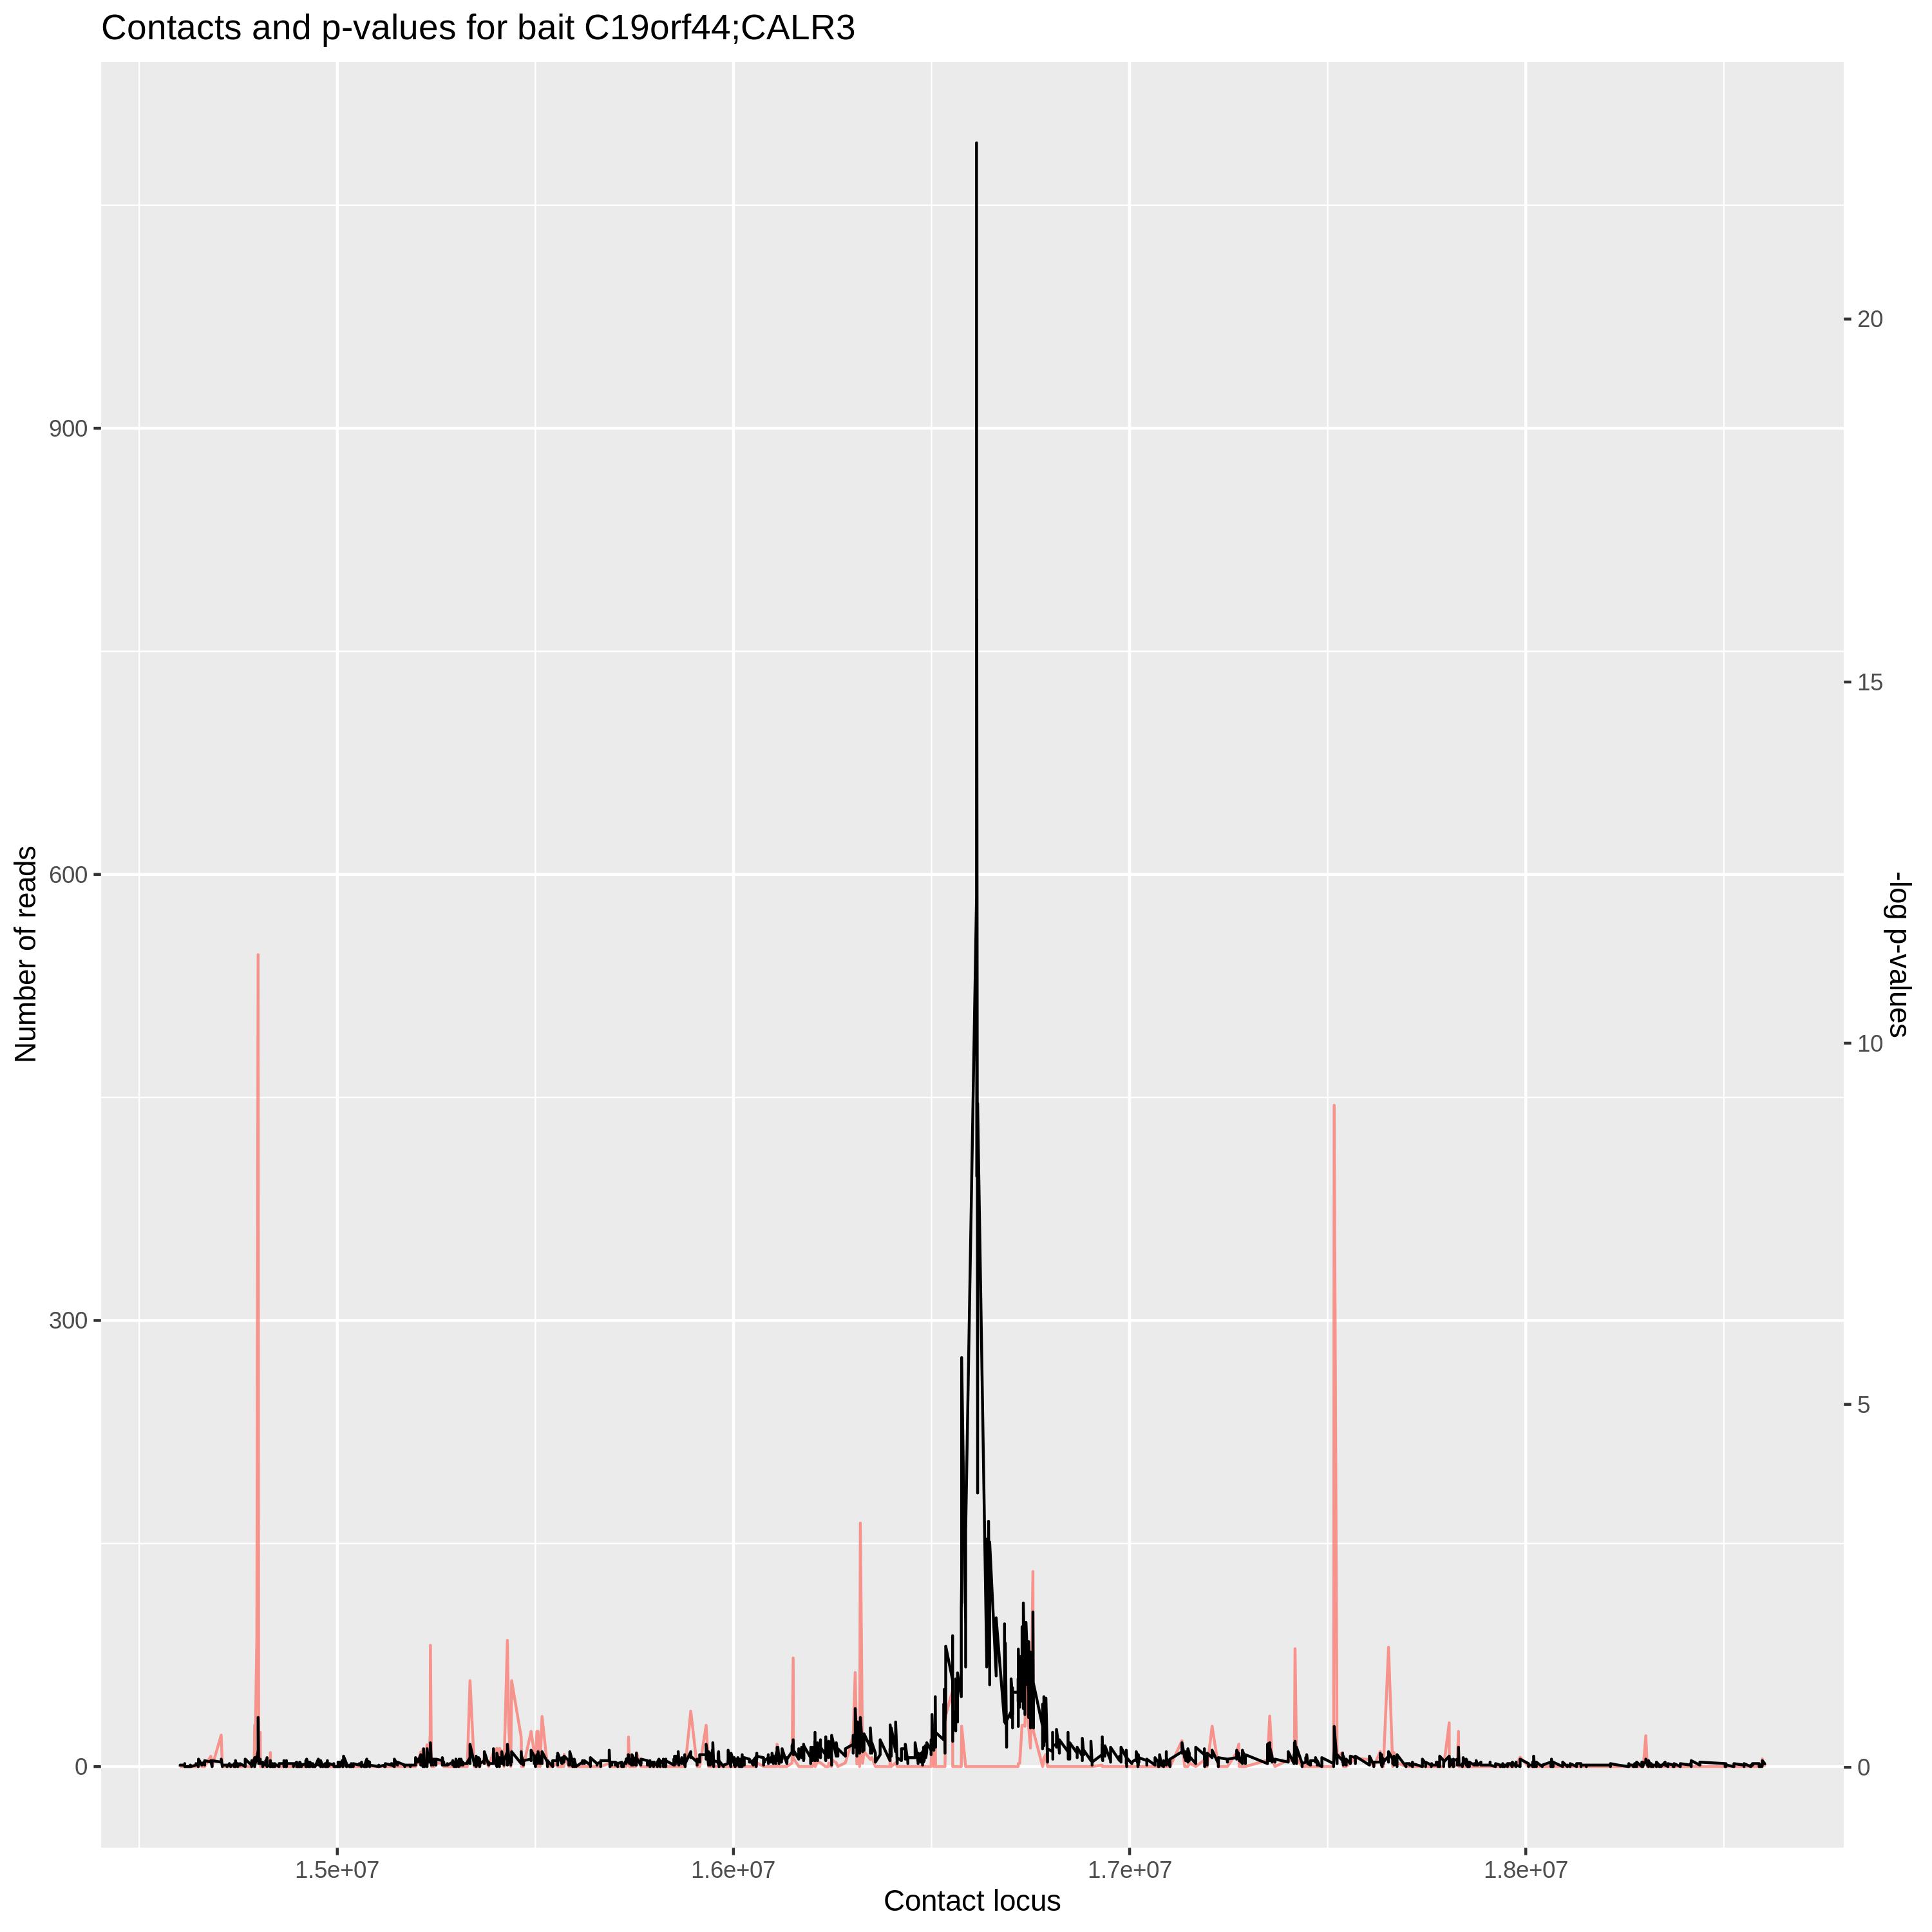 Contacts and p-values for bait C19orf44;CALR3
Number of reads
900
600
300
0
20
15
10
5
0
-log p-values
1.5e+07
1.6e+07
1.7e+07
1.8e+07
Contact locus